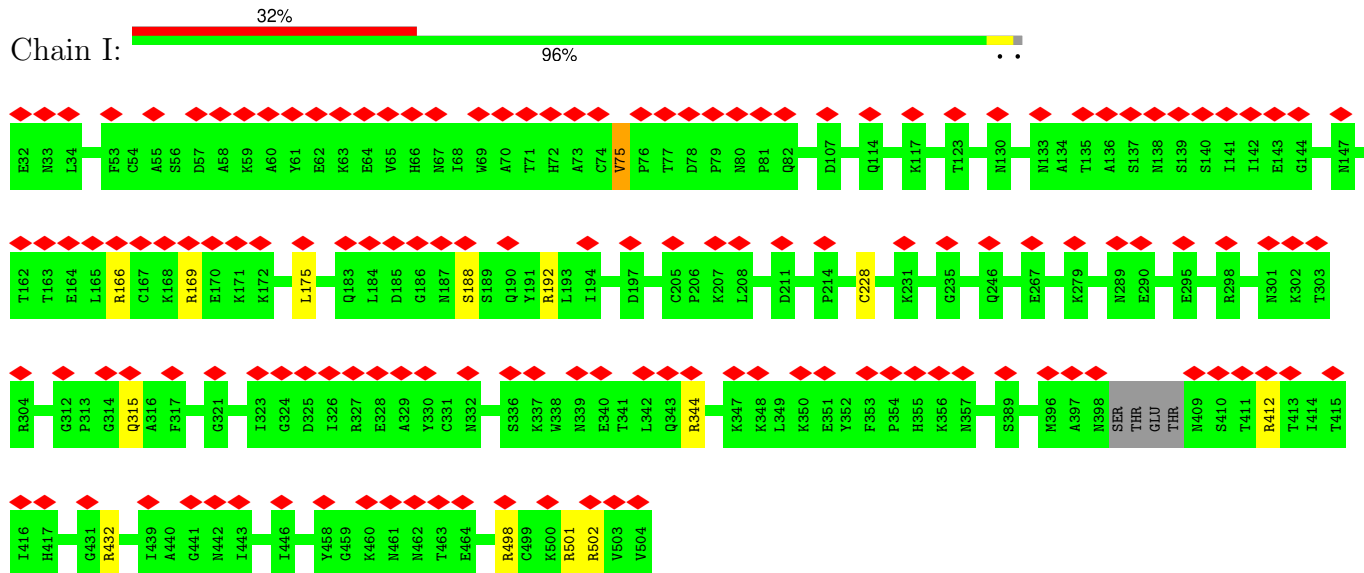 32%
Chain I:
96%
. .
E32 N33 L34 F53 C54 A55 S56 D57 A58 K59 A60 Y61 E62 K63 E64 V65 H66 N67 I68 W69 A70 T71 H72 A73 C74 V75 P76 T77 D78 P79 N80 P81 Q82 D107 Q114 K117 T123 N130 N133 A134 T135 A136 S137 N138 S139 S140 I141 I142 E143 G144 N147
T162 T163 E164 L165 R166 C167 K168 R169 E170 K171 K172 L175 Q183 L184 D185 G186 N187 S188 S189 Q190 Y191 R192 L193 I194 D197 C205 P206 K207 L208 D211 P214 C228 K231 G235 Q246 E267 K279 N289 E290 E295 R298 N301 K302 T303
R304 G312 P313 G314 Q315 A316 F317 G321 I323 G324 D325 I326 R327 E328 A329 Y330 C331 N332 S336 K337 W338 N339 E340 T341 L342 Q343 R344 K347 K348 L349 K350 E351 Y352 F353 P354 H355 K356 N357 S389 M396 A397 N398 SER THR GLU THR N409 S410 T411 R412 T413 I414 T415
I416 H417 G431 R432 I439 A440 G441 N442 I443 I446 Y458 G459 K460 N461 N462 T463 E464 R498 C499 K500 R501 R502 V503 V504